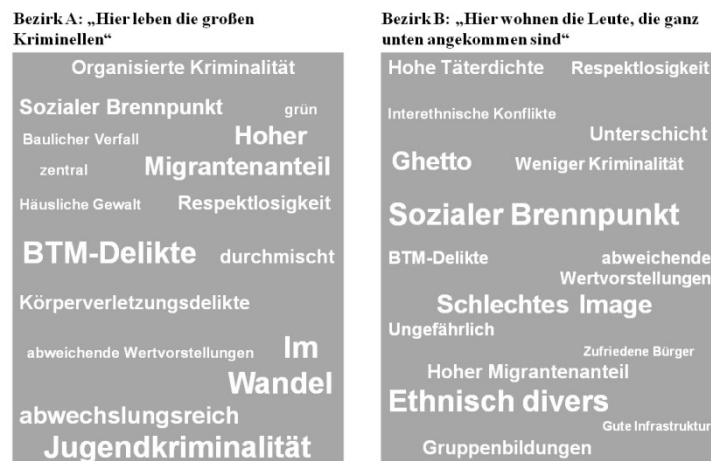 Bezirk A: „Hier leben die großen
Kriminellen“
Organisierte Kriminalität
Sozialer Brennpunkt grün
Baulicher Verfall Hoher
zentral Migrantenanteil
Häusliche Gewalt Respektlosigkeit
BTM-Delikte durchmischt
Körperverletzungsdelikte
abweichende Wertvorstellungen Im
Wandel
abwechslungsreich
Jugendkriminalität
Bezirk B: „Hier wohnen die Leute, die ganz
unten angekommen sind“
Hohe Täterdichte Respektlosigkeit
Interethnische Konflikte
Unterschicht
Ghetto Weniger Kriminalität
Sozialer Brennpunkt
BTM-Delikte abweichende
Wertvorstellungen
Schlechtes Image
Ungefährlich
Zufriedene Bürger
Hoher Migrantenanteil
Ethnisch divers
Gute Infrastruktur
Gruppenbildungen